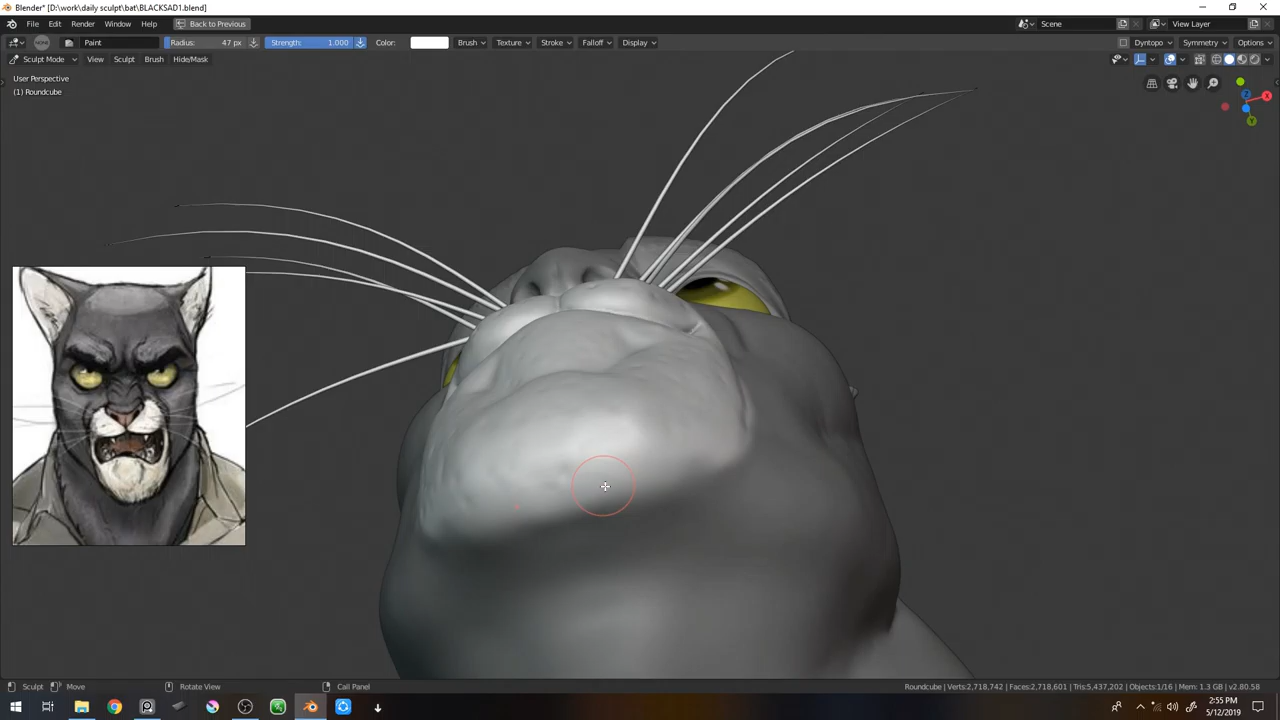 Blender* [D:\work\daily sculpt\bat\BLACKSAD1.blend]
File Edit Render Window Help Back to Previous Scene View Layer
Paint Radius: 47 px Strength: 1.000 Color: Brush Texture Stroke Falloff Display Dyntopo Symmetry Options
Sculpt Mode View Sculpt Brush Hide/Mask
User Perspective
(1) Roundcube
Z X Y
Sculpt Move Rotate View Call Panel Roundcube | Verts:2,718,742 | Faces:2,718,601 | Tris:5,437,202 | Objects:1/16 | Mem: 1.3 GB | v2.80.58
2:55 PM
5/12/2019